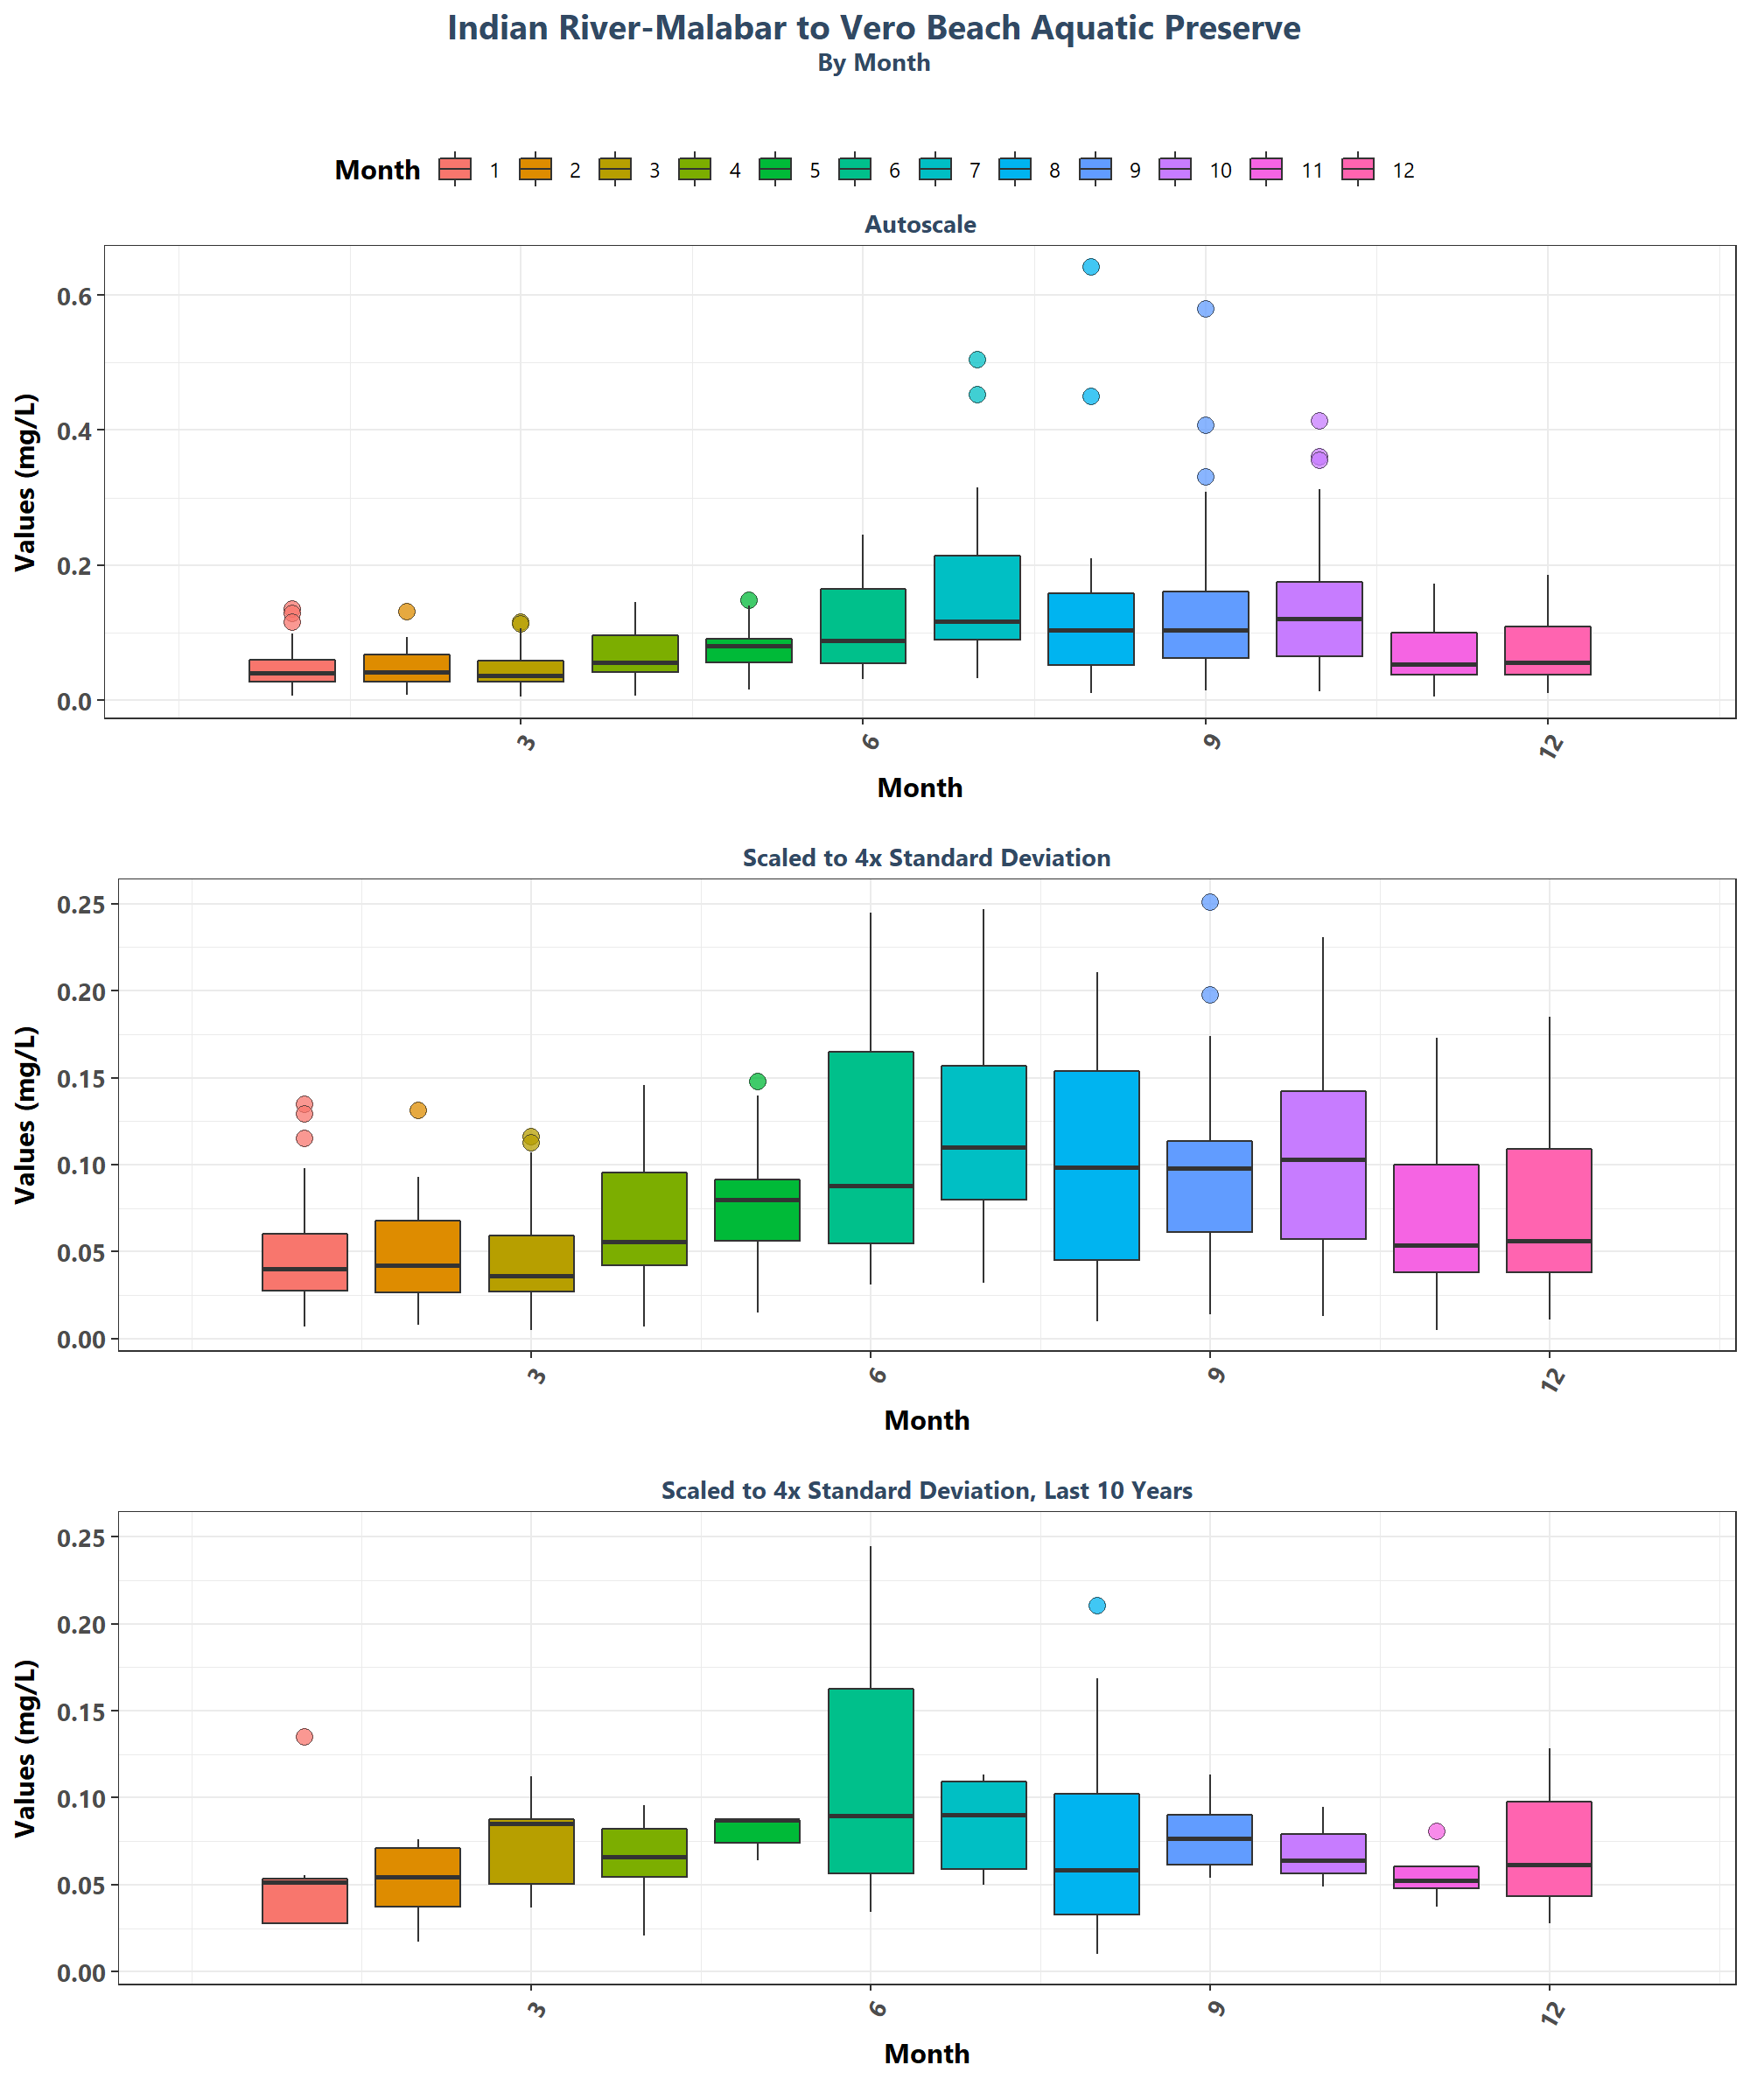 Indian River-Malabar to Vero Beach Aquatic Preserve
By Month
Month 1 2 3 4 5 6 7 8 9 10 11 12
Autoscale
Values (mg/L)
0.6
0.4
0.2
0.0
3 6 9 12
Month
Scaled to 4x Standard Deviation
Values (mg/L)
0.25
0.20
0.15
0.10
0.05
0.00
3 6 9 12
Month
Scaled to 4x Standard Deviation, Last 10 Years
Values (mg/L)
0.25
0.20
0.15
0.10
0.05
0.00
3 6 9 12
Month